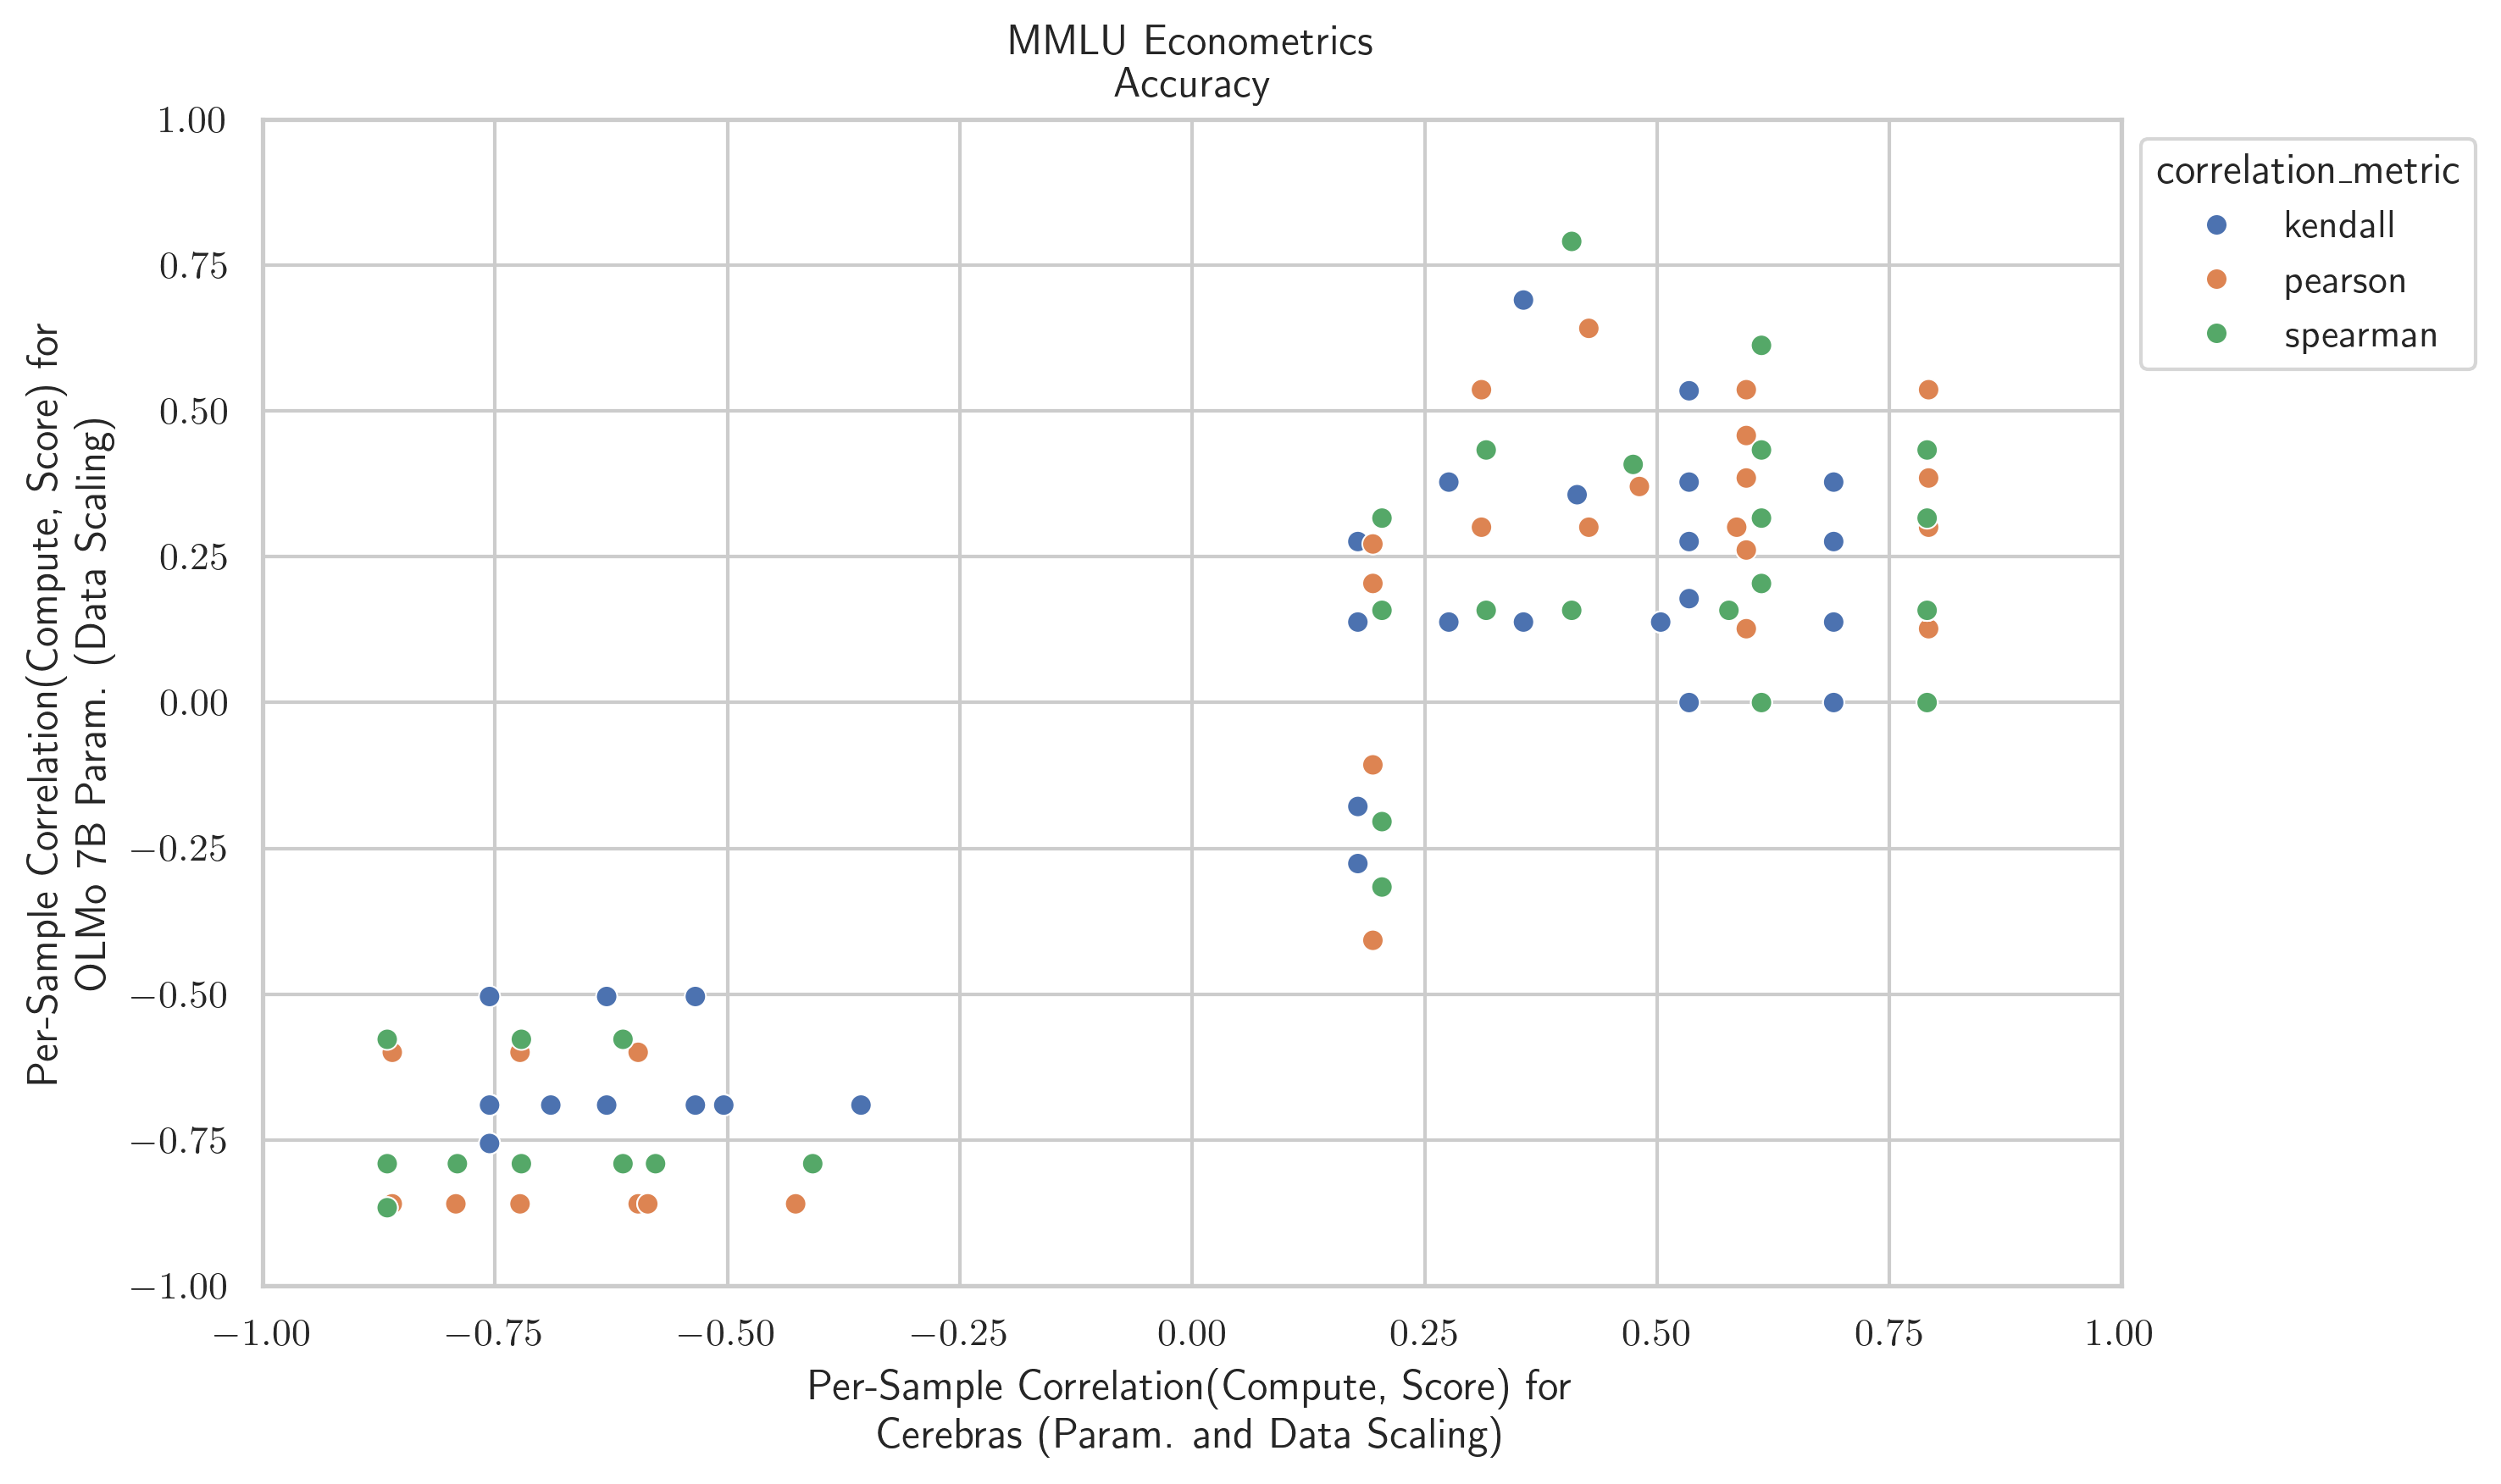 MMLU Econometrics
Accuracy
Per-Sample Correlation(Compute, Score) for
OLMo 7B Param. (Data Scaling)
1.00
0.75
0.50
0.25
0.00
−0.25
−0.50
−0.75
−1.00
−1.00 −0.75 −0.50 −0.25 0.00 0.25 0.50 0.75 1.00
Per-Sample Correlation(Compute, Score) for
Cerebras (Param. and Data Scaling)
correlation_metric
kendall
pearson
spearman